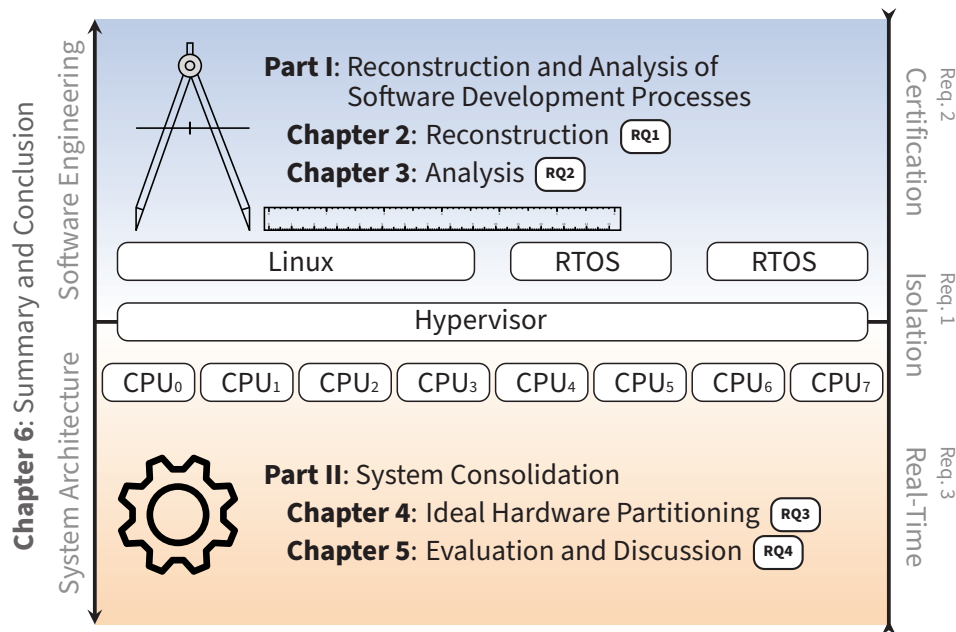 Chapter 6: Summary and Conclusion
Software Engineering
System Architecture
Part I: Reconstruction and Analysis of
Software Development Processes
Chapter 2: Reconstruction RQ1
Chapter 3: Analysis RQ2
Linux
RTOS
RTOS
Hypervisor
CPU0
CPU1
CPU2
CPU3
CPU4
CPU5
CPU6
CPU7
Part II: System Consolidation
Chapter 4: Ideal Hardware Partitioning RQ3
Chapter 5: Evaluation and Discussion RQ4
Req. 2
Certification
Req. 1
Isolation
Req. 3
Real-Time